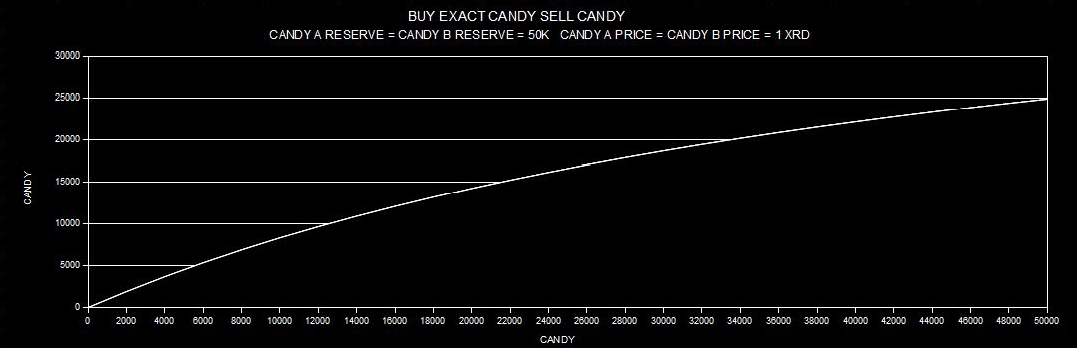 BUY EXACT CANDY SELL CANDY
CANDY A RESERVE = CANDY B RESERVE = 50K CANDY A PRICE = CANDY B PRICE = 1 XRD
30000
25000
20000
15000
10000
5000
0
CANDY
0 2000 4000 6000 8000 10000 12000 14000 16000 18000 20000 22000 24000 26000 28000 30000 32000 34000 36000 38000 40000 42000 44000 46000 48000 50000
CANDY